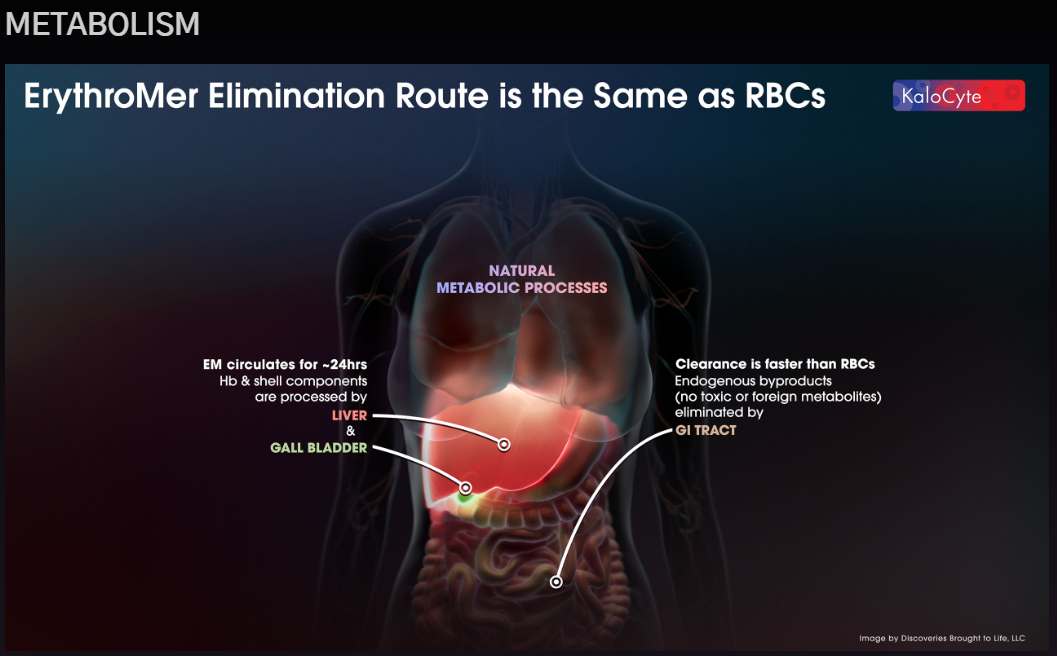 METABOLISM
ErythroMer Elimination Route is the Same as RBCs
KaloCyte
NATURAL
METABOLIC PROCESSES
EM circulates for ~24hrs
Hb & shell components
are processed by
LIVER
&
GALL BLADDER
Clearance is faster than RBCs
Endogenous byproducts
(no toxic or foreign metabolites)
eliminated by
GI TRACT
Image by Discoveries Brought to Life, LLC